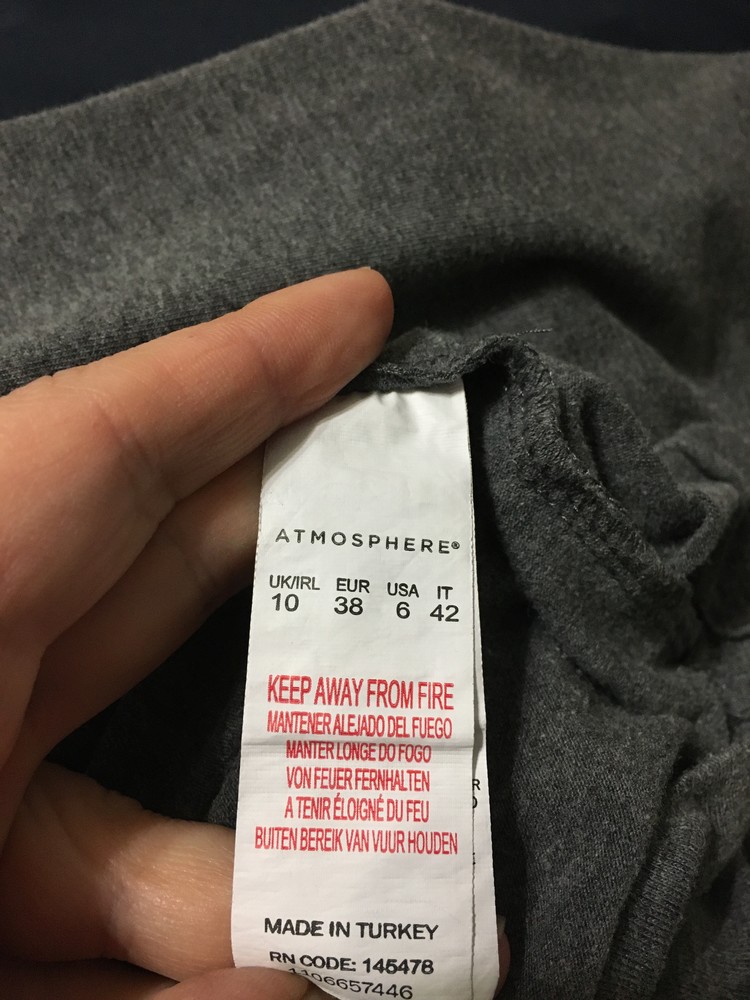 ATMOSPHERE®
UK/IRL EUR USA IT
10 38 6 42
KEEP AWAY FROM FIRE
MANTENER ALEJADO DEL FUEGO
MANTER LONGE DO FOGO
VON FEUER FERNHALTEN
A TENIR ÉLOIGNÉ DU FEU
BUITEN BEREIK VAN VUUR HOUDEN
MADE IN TURKEY
RN CODE: 145478
1106657446